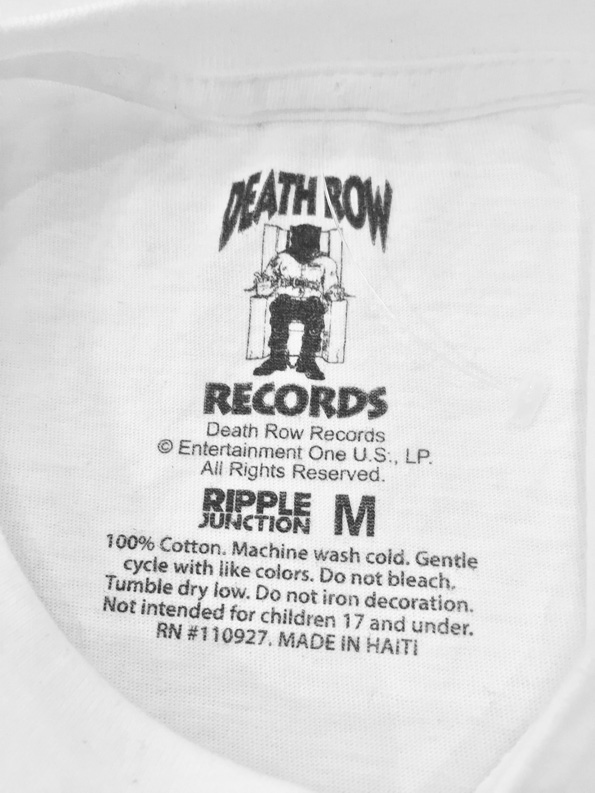 DEATH ROW
RECORDS
Death Row Records
© Entertainment One U.S., LP.
All Rights Reserved.
RIPPLE JUNCTION M
100% Cotton. Machine wash cold. Gentle
cycle with like colors. Do not bleach.
Tumble dry low. Do not iron decoration.
Not intended for children 17 and under.
RN #110927. MADE IN HAITI